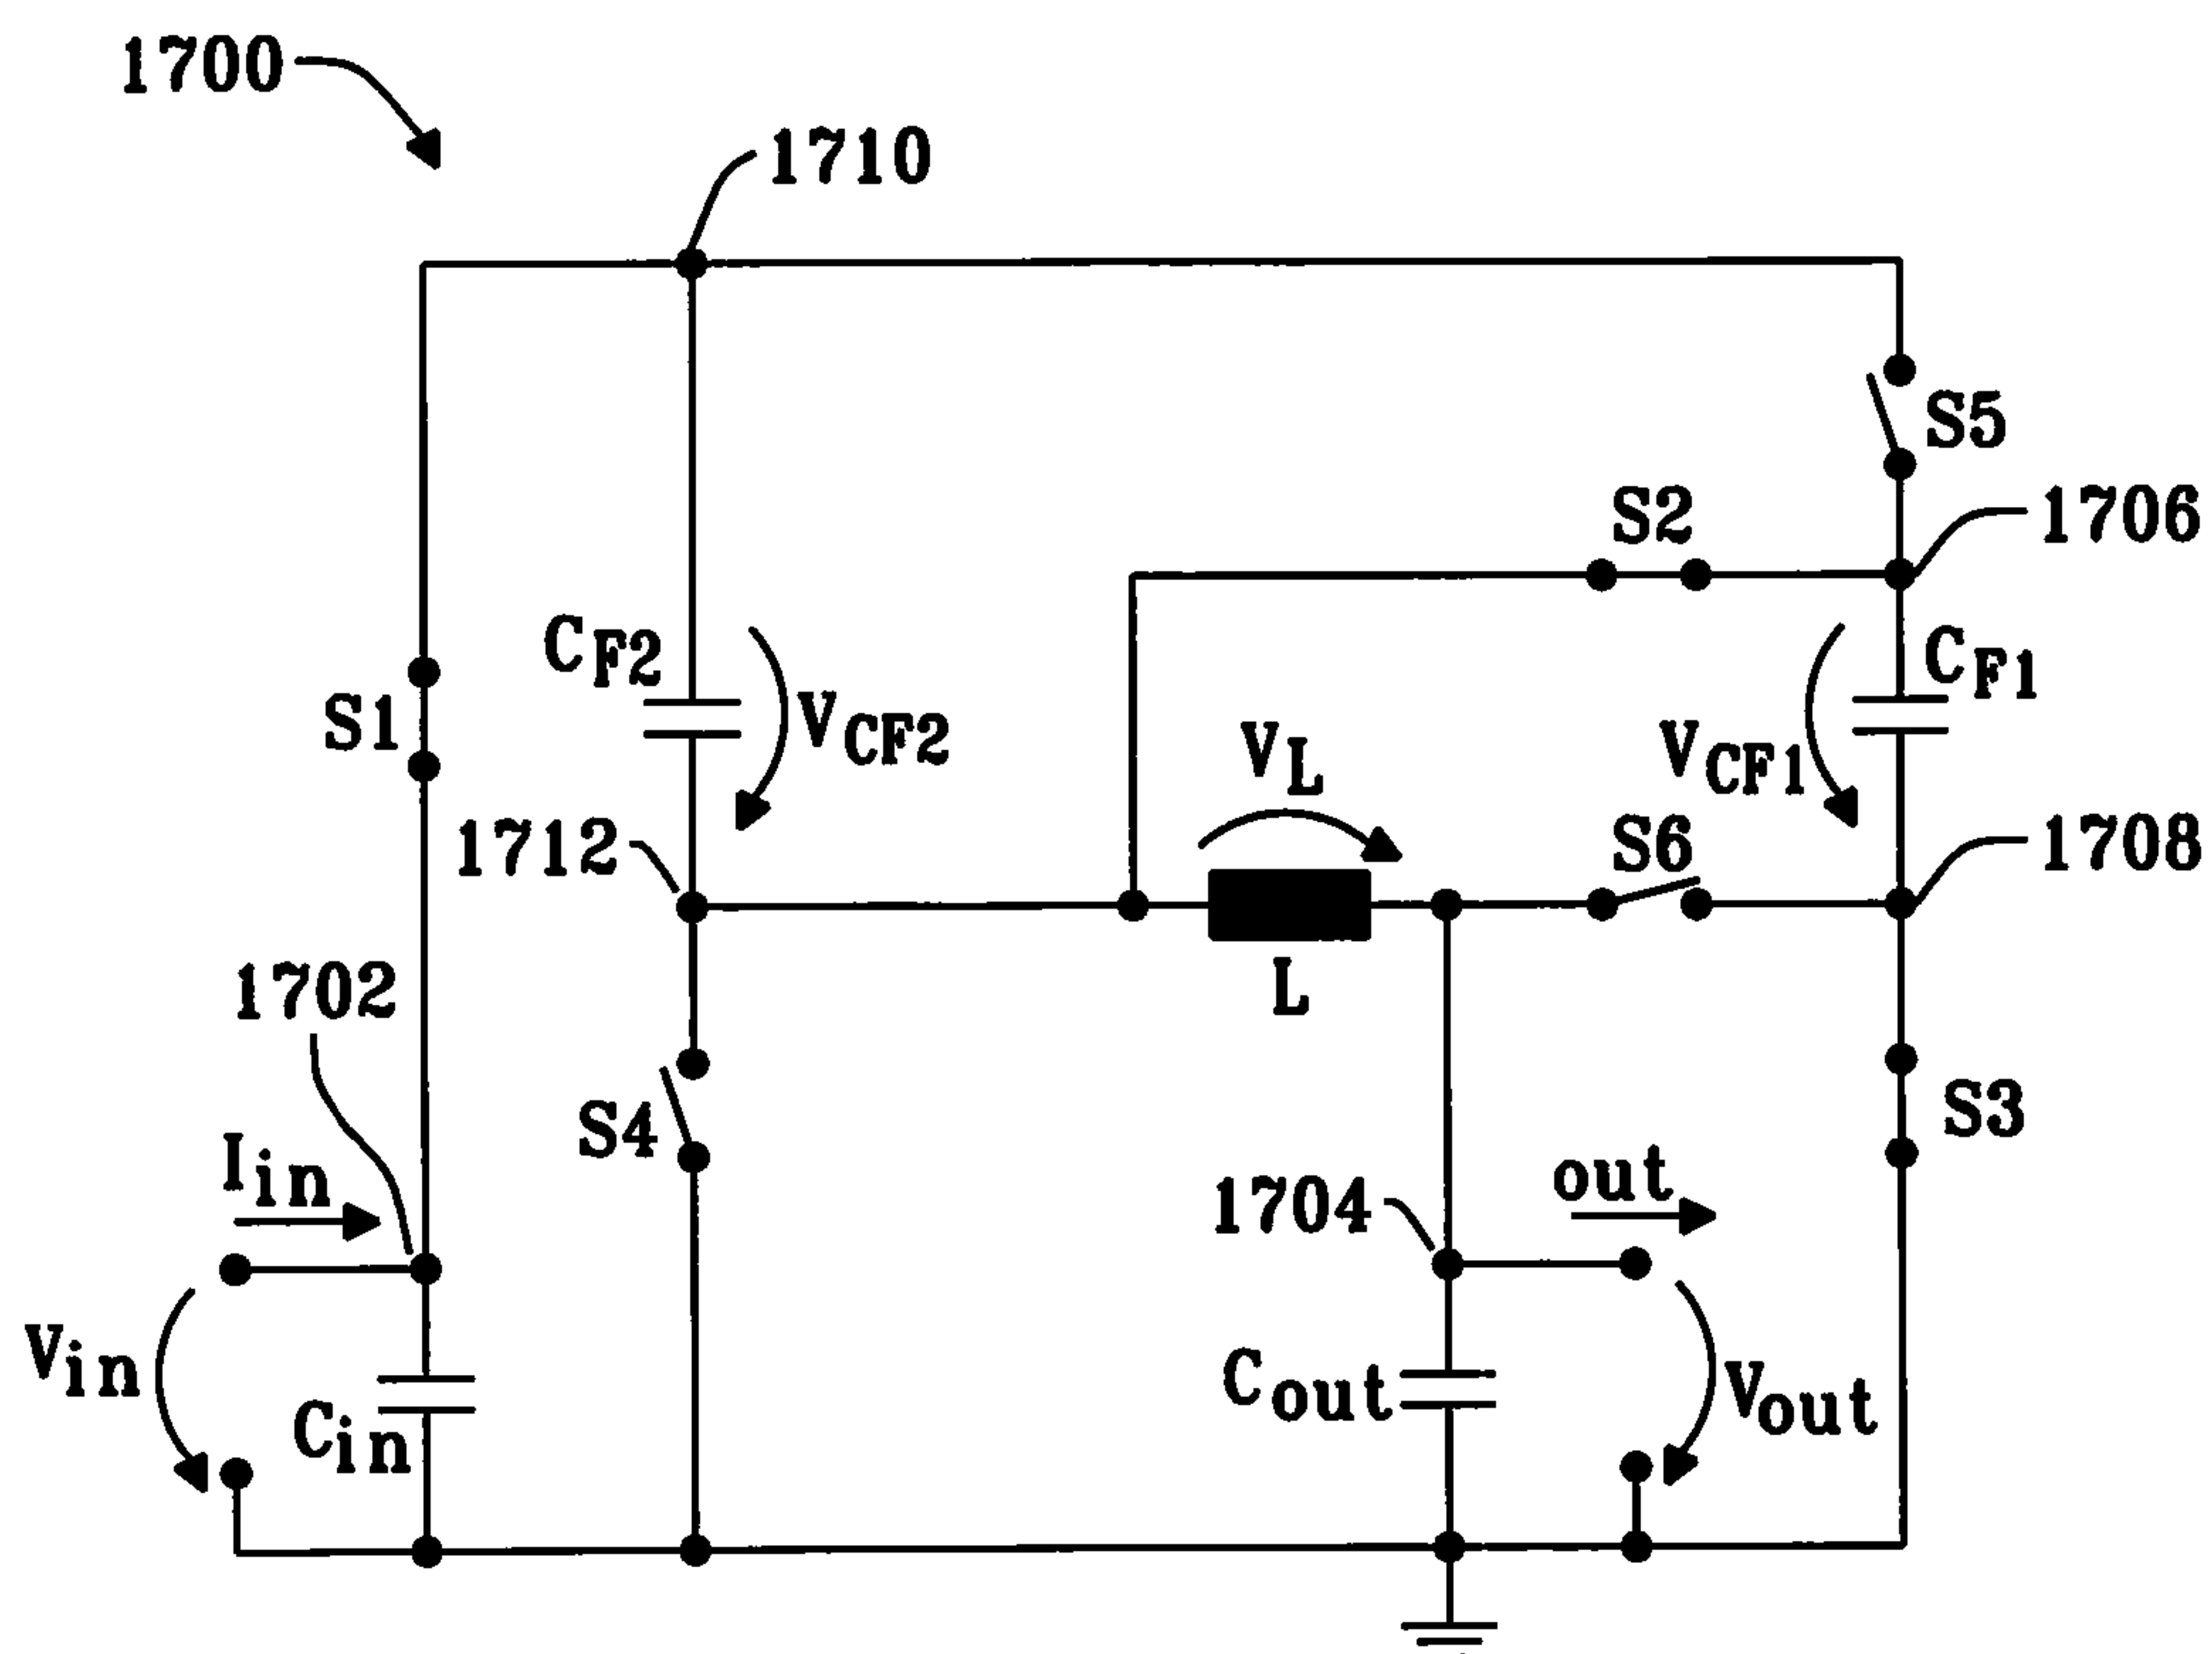 1700
1710
S5
S2
1706
CF2
CF1
S1
VCF2
VL
VCF1
1712
S6
1708
1702
L
S4
S3
Iin
1704
out
Vin
Cin
Cout
Vout